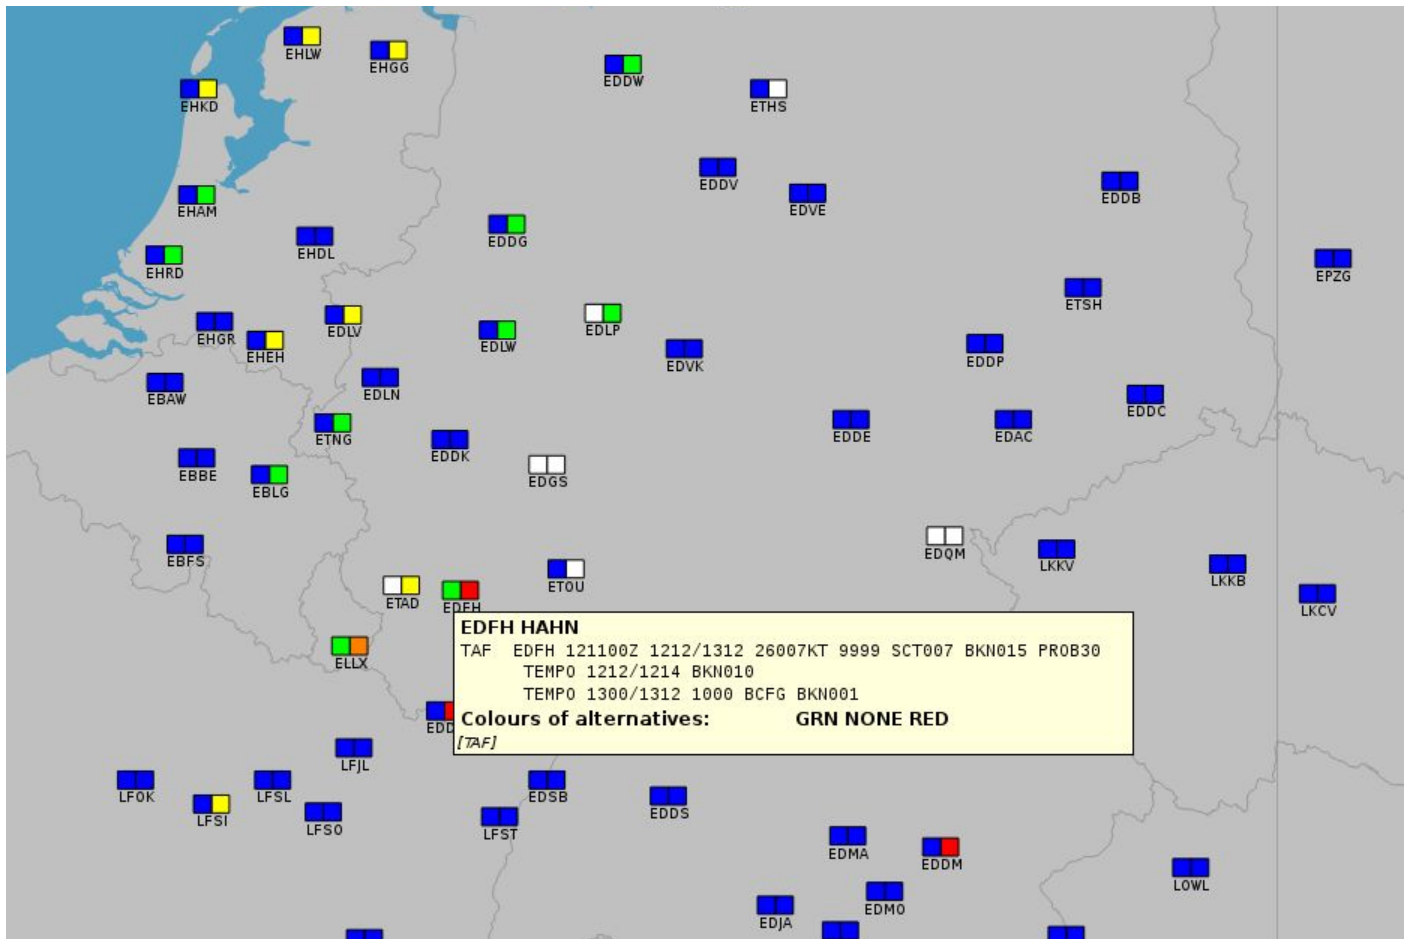 EHLW
EHGG
EDDW
EHKD
ETHS
EDDV
EDDB
EHAM
EDVE
EDDG
EHDL
EHRD
EPZG
ETSH
EDLP
EDLV
EHGR
EDLW
EHEH
EDVK
EDDP
EBAW
EDLN
EDDC
ETNG
EDDE
EDAC
EDDK
EBBE
EDGS
EBLG
EDQM
EBFS
LKKV
ETOU
LKKB
ETAD
EDFH
LKCV
ELLX
EDFH HAHN
TAF EDFH 121100Z 1212/1312 26007KT 9999 SCT007 BKN015 PROB30
TEMPO 1212/1214 BKN010
TEMPO 1300/1312 1000 BCFG BKN001
Colours of alternatives: GRN NONE RED
[TAF]
LFJL
LFOK
LFSL
EDSB
LFSI
LFSO
EDDS
LFST
EDMA
EDDM
LOWL
EDMO
EDJA